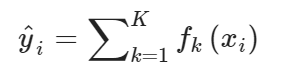 ŷᵢ = ∑ₖ₌₁ᴷ fₖ (xᵢ)